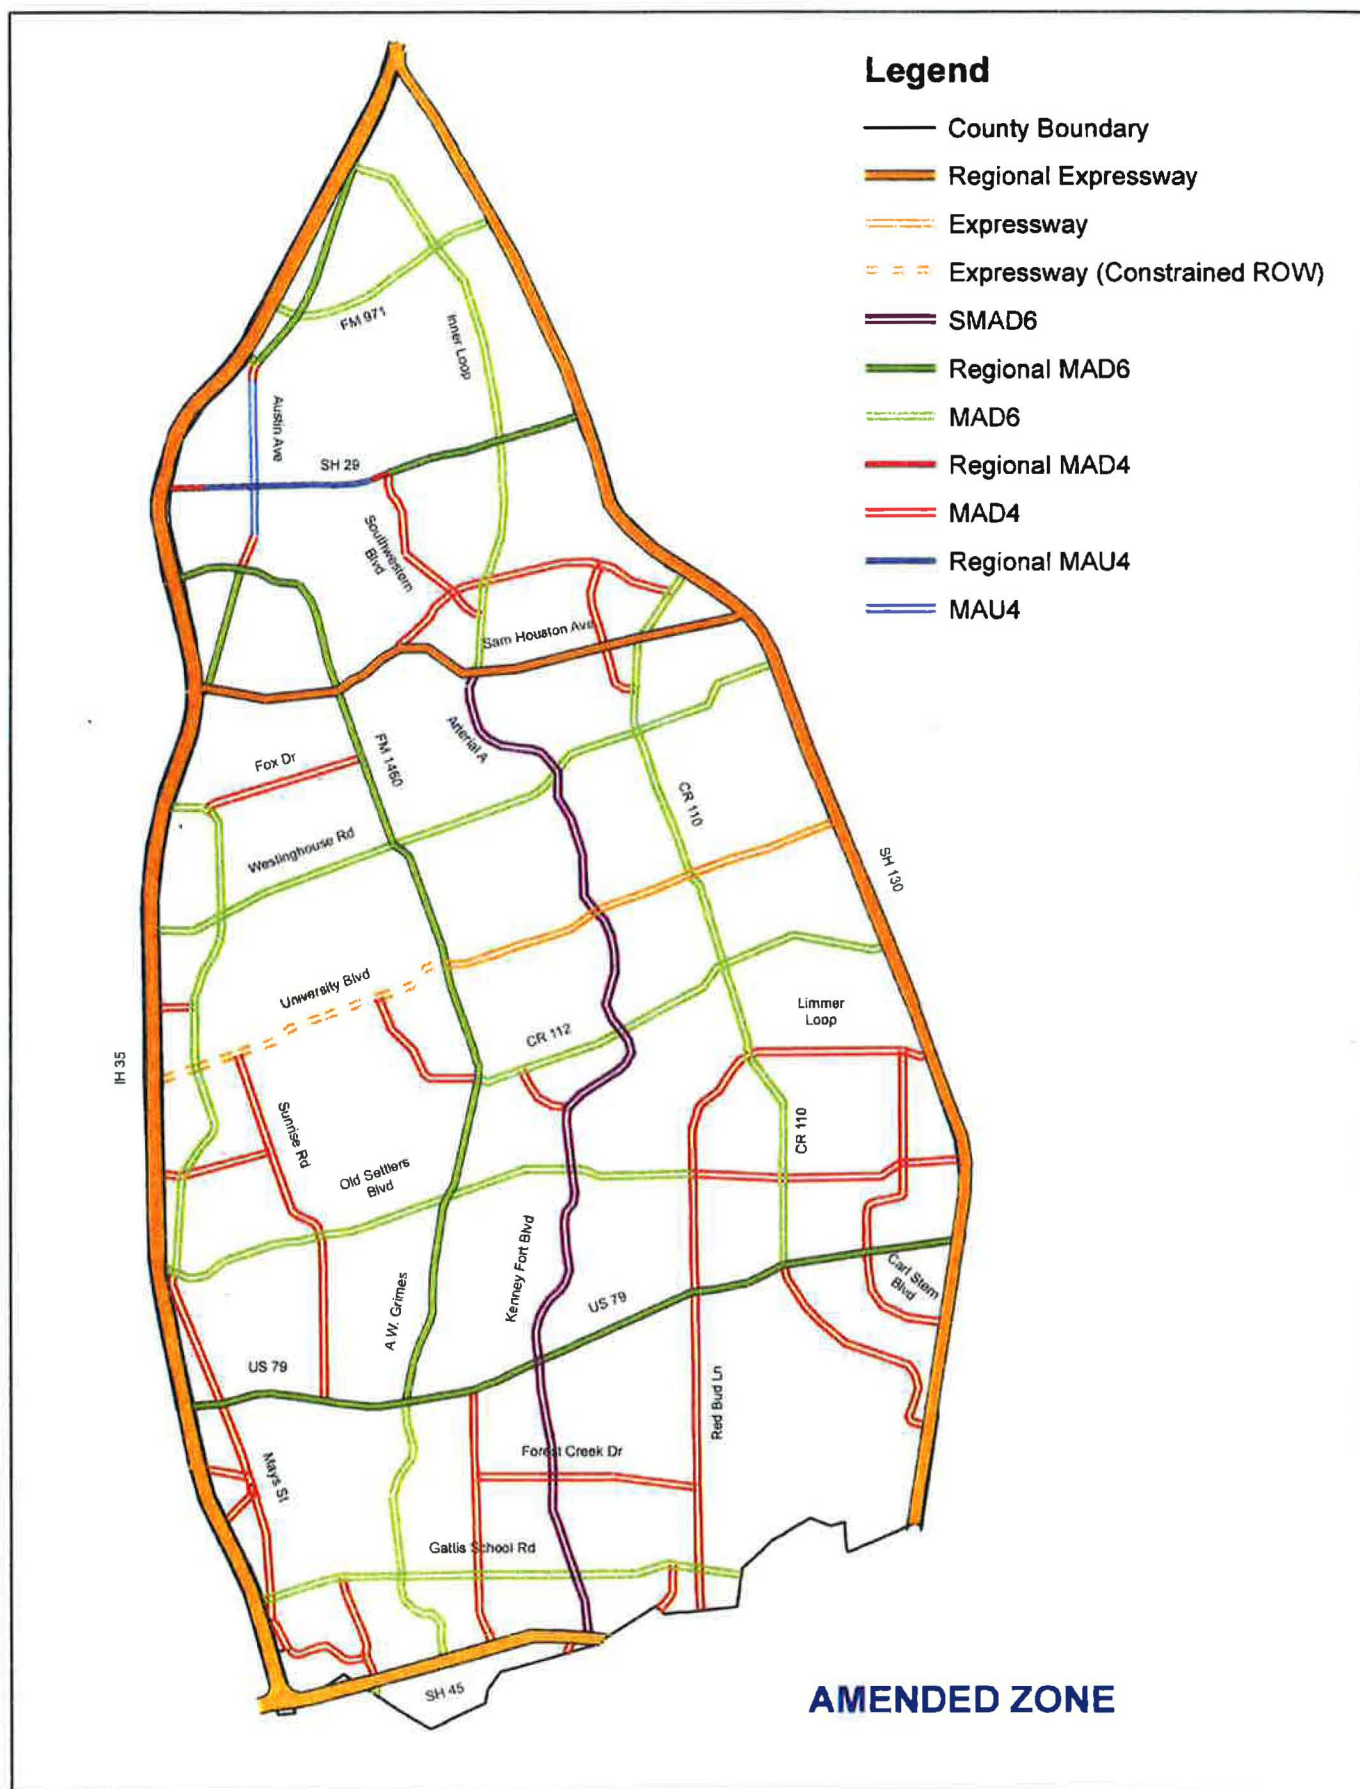 Legend
County Boundary
Regional Expressway
Expressway
Expressway (Constrained ROW)
SMAD6
Regional MAD6
MAD6
Regional MAD4
MAD4
Regional MAU4
MAU4
FM 971
Inner Loop
Austin Ave
SH 29
Southwestern
Blvd
Sam Houston Ave
Arterial A
FM 1460
Fox Dr
CR 110
Westinghouse Rd
SH 130
University Blvd
Limmer
Loop
CR 112
IH 35
Sunrise Rd
CR 110
Old Settlers
Blvd
Kenney Fort Blvd
A.W. Grimes
Carl Stern
Blvd
US 79
US 79
Red Bud Ln
Forest Creek Dr
Mays St
Gattis School Rd
SH 45
AMENDED ZONE